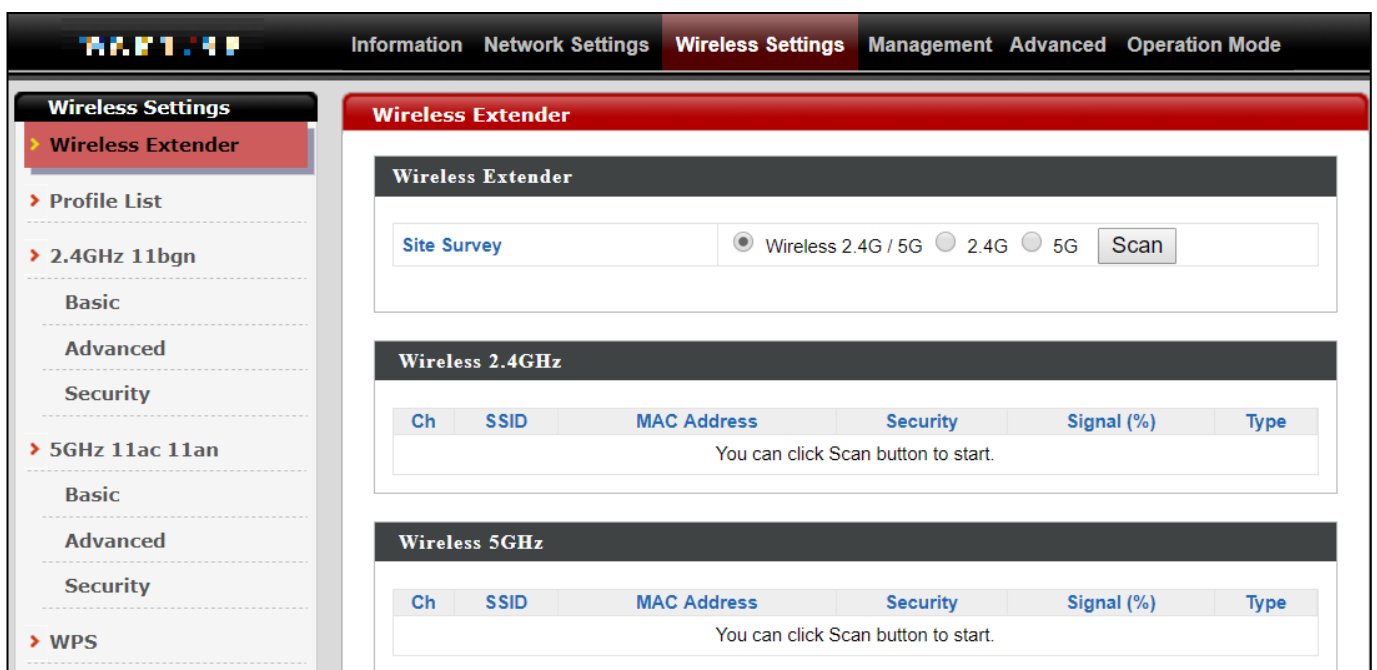 Information Network Settings Wireless Settings Management Advanced Operation Mode
Wireless Settings
Wireless Extender
Profile List
2.4GHz 11bgn
Basic
Advanced
Security
5GHz 11ac 11an
Basic
Advanced
Security
WPS
Wireless Extender
Wireless Extender
Site Survey Wireless 2.4G / 5G 2.4G 5G Scan
Wireless 2.4GHz
Ch SSID MAC Address Security Signal (%) Type
You can click Scan button to start.
Wireless 5GHz
Ch SSID MAC Address Security Signal (%) Type
You can click Scan button to start.